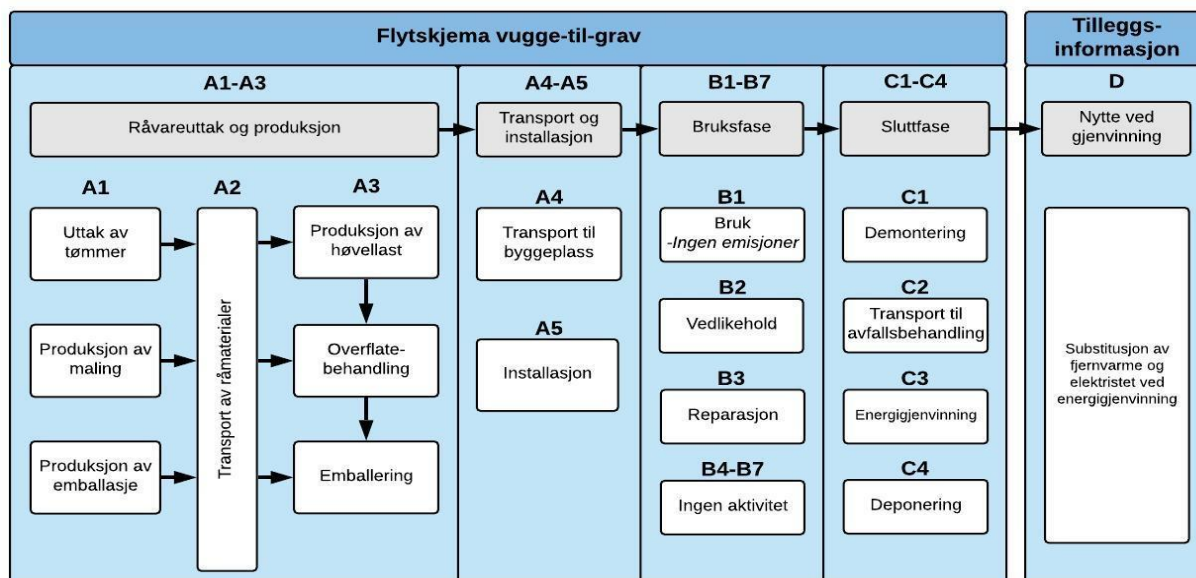 Flytskjema vugge-til-grav
Tilleggs-
informasjon
A1-A3
A4-A5
B1-B7
C1-C4
D
Råvareuttak og produksjon
Transport og
installasjon
Bruksfase
Sluttfase
Nytte ved
gjenvinning
A1
Uttak av
tømmer
Produksjon av
maling
Produksjon av
emballasje
A2
Transport av råmaterialer
A3
Produksjon av
høvellast
Overflate-
behandling
Emballering
A4
Transport til
byggeplass
A5
Installasjon
B1
Bruk
-Ingen emisjoner
B2
Vedlikehold
B3
Reparasjon
B4-B7
Ingen aktivitet
C1
Demontering
C2
Transport til
avfallsbehandling
C3
Energigjenvinning
C4
Deponering
Substitusjon av
fjernvarme og
elektristet ved
energigjenvinning